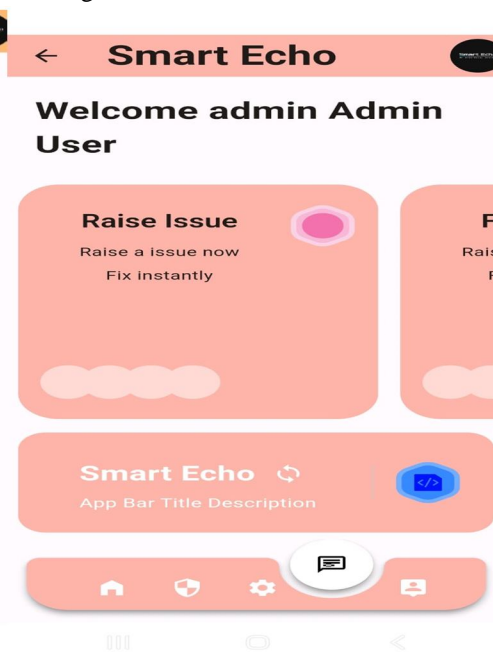 Smart Echo
Welcome admin Admin
User
Raise Issue
Raise a issue now
Fix instantly
F
Rais
F
Smart Echo
App Bar Title Description
</>